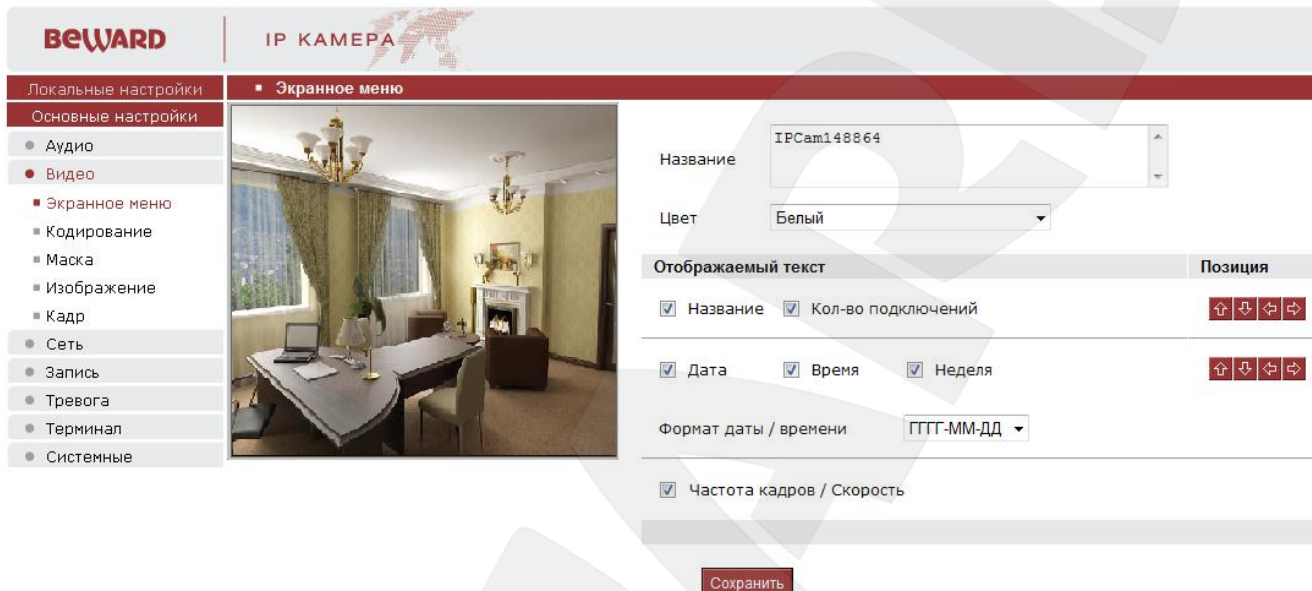 BEWARD
IP КАМЕРА
Локальные настройки
Экранное меню
Основные настройки
Аудио
Видео
Экранное меню
Кодирование
Маска
Изображение
Кадр
Сеть
Запись
Тревога
Терминал
Системные
Название
IPCam148864
Цвет
Белый
Отображаемый текст
Позиция
Название Кол-во подключений
Дата Время Неделя
Формат даты / времени ГГГГ-ММ-ДД
Частота кадров / Скорость
Сохранить